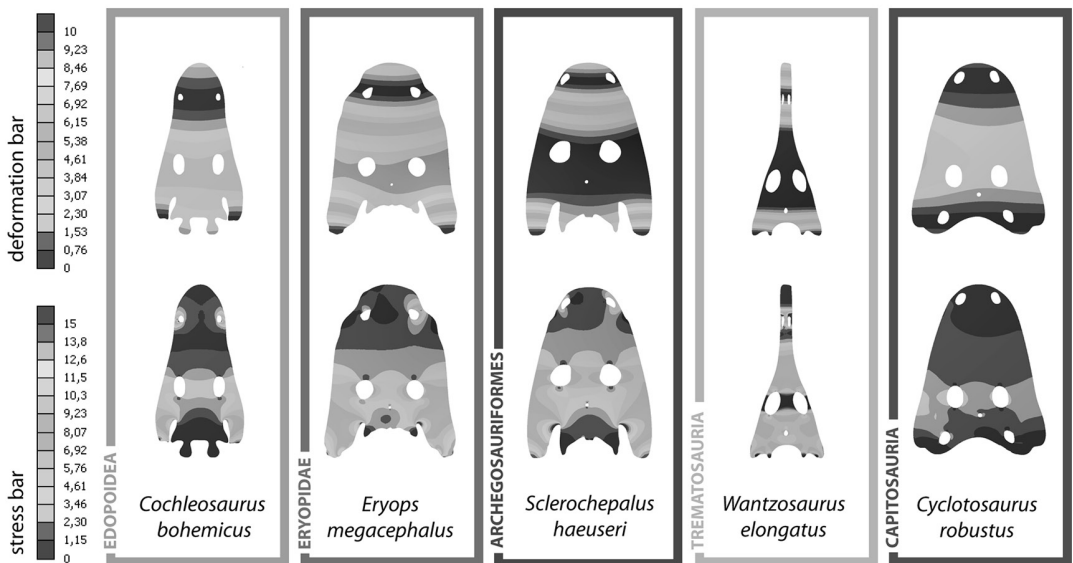 deformation bar
10
9,23
8,46
7,69
6,92
6,15
5,38
4,61
3,84
3,07
2,30
1,53
0,76
0
stress bar
15
13,8
12,6
11,5
10,3
9,23
8,07
6,92
5,76
4,61
3,46
2,30
1,15
0
EDOPOIDEA
Cochleosaurus
bohemicus
ERYOPIDAE
Eryops
megacephalus
ARCHEGOSAURIFORMES
Sclerochepalus
haeuseri
TREMATOSAURIA
Wantzosaurus
elongatus
CAPITOSAURIA
Cyclotosaurus
robustus